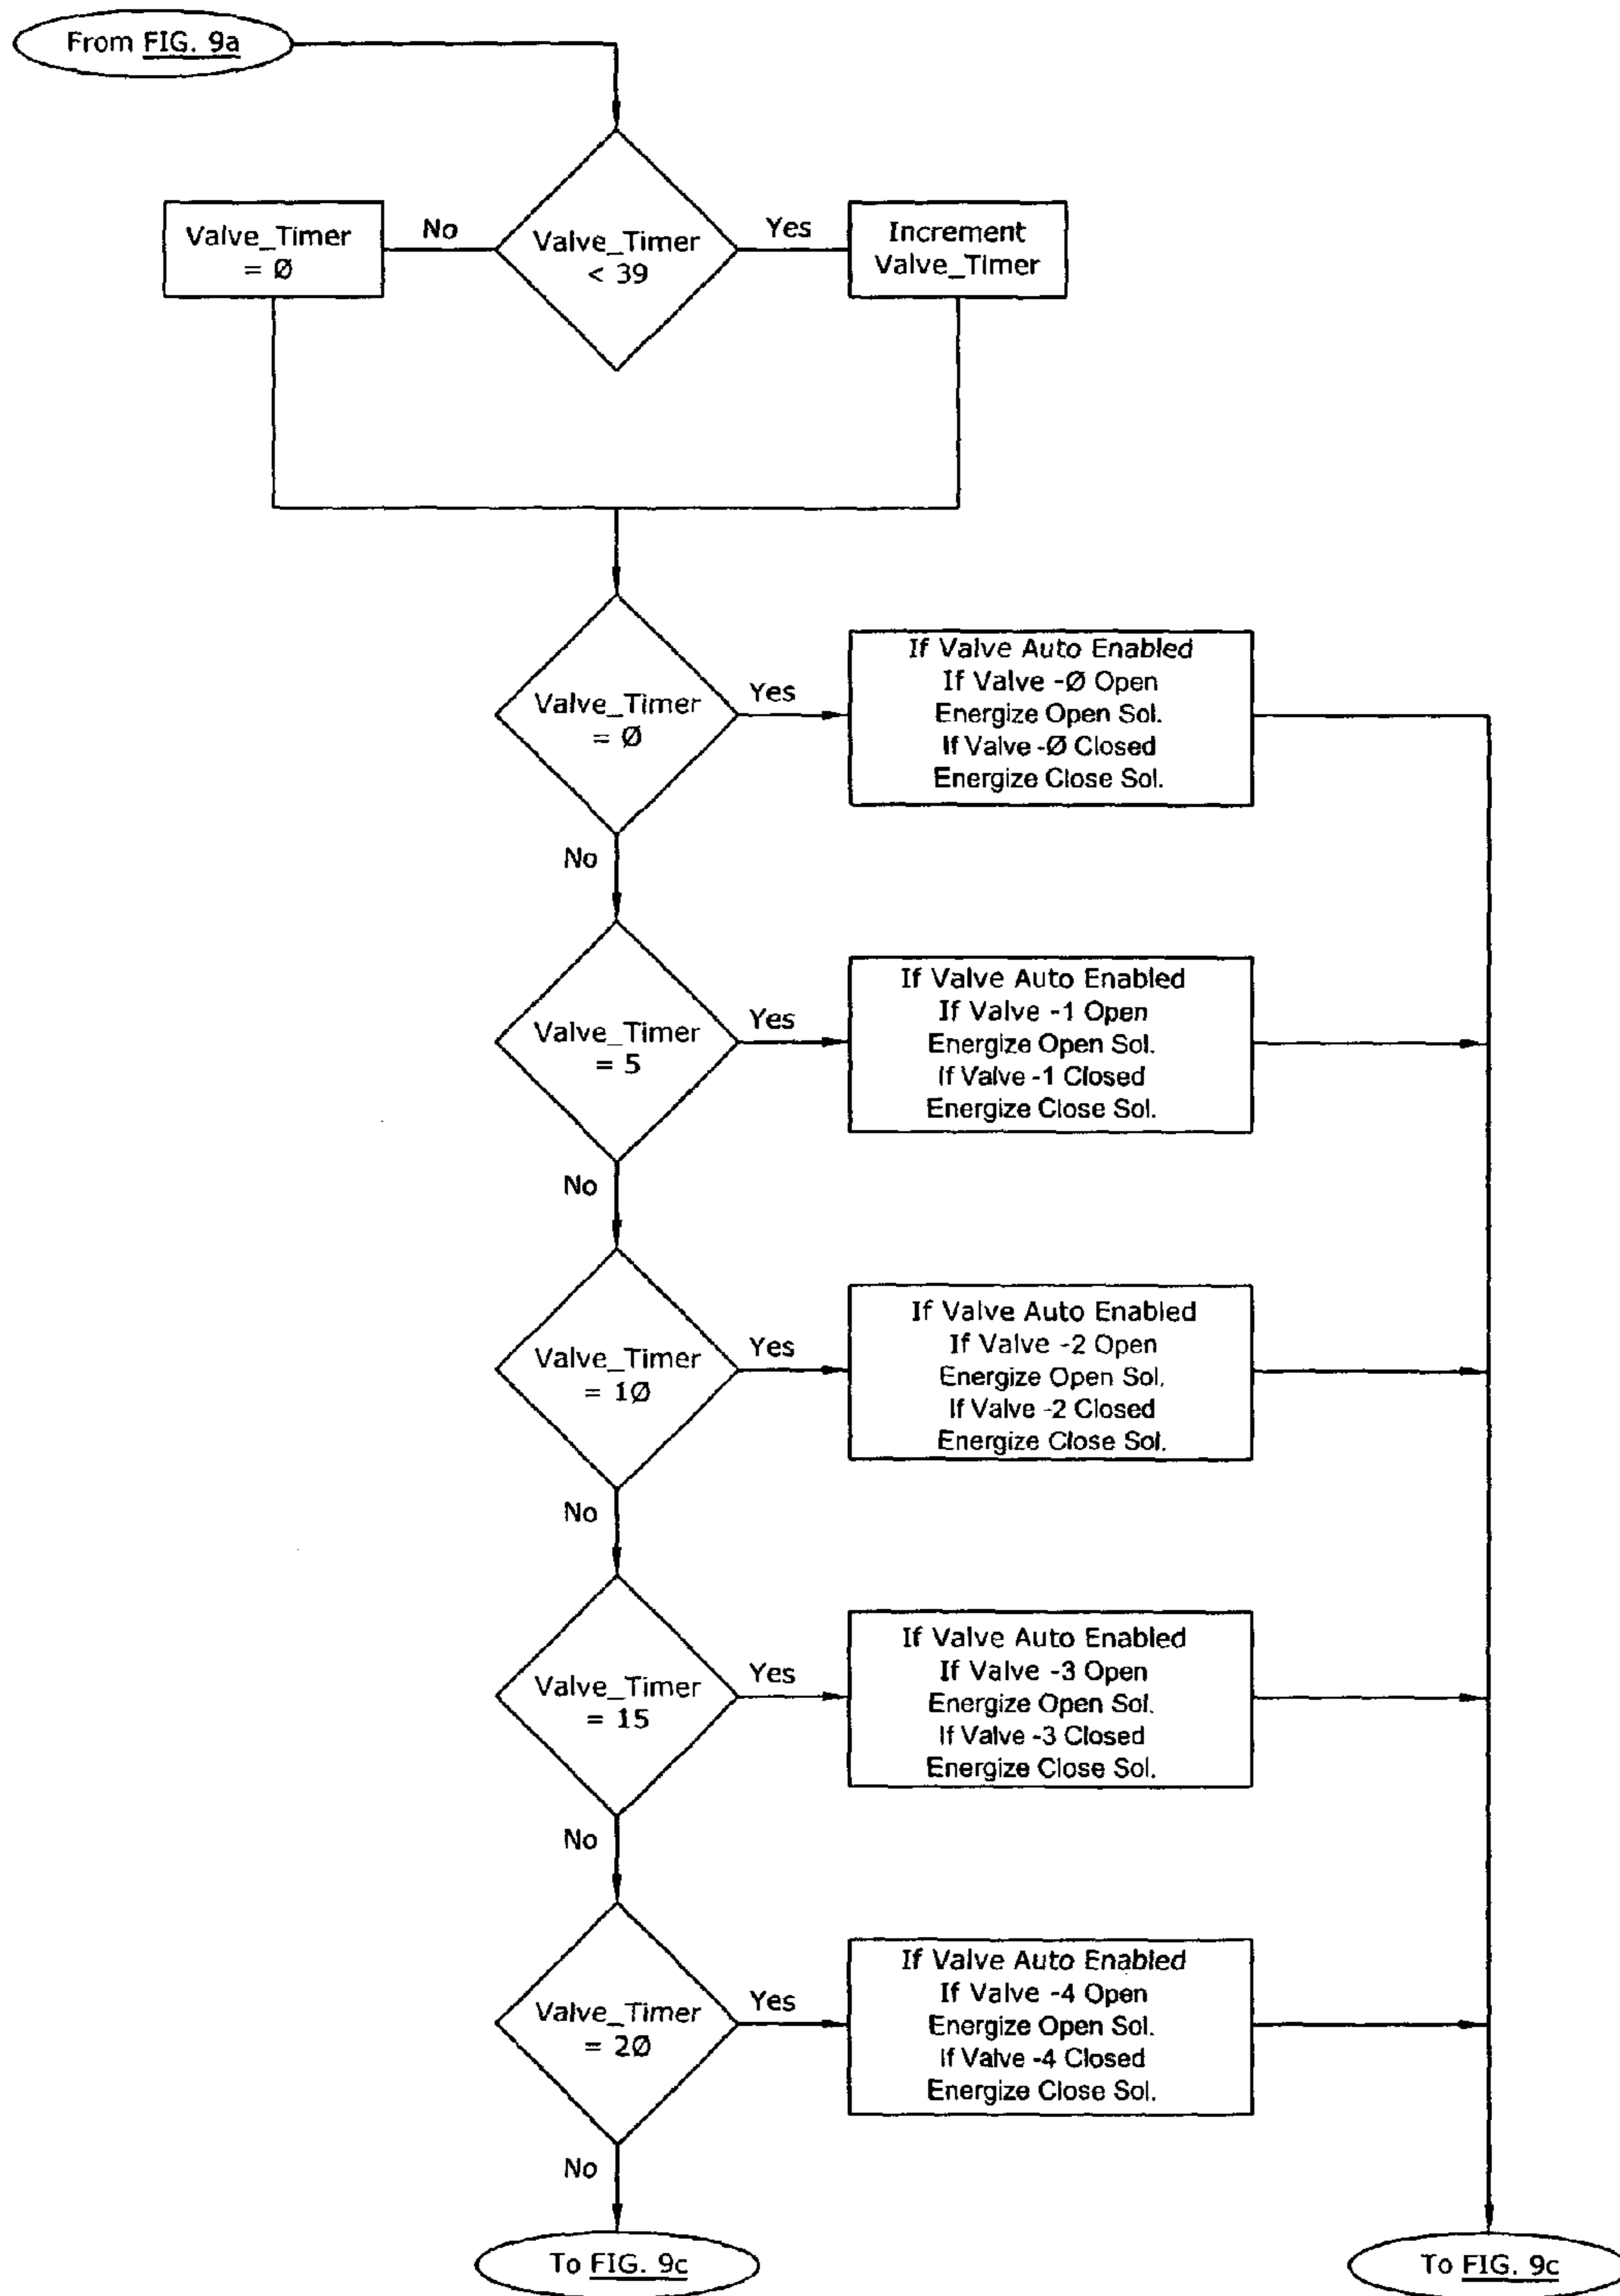 From FIG. 9a
Valve_Timer
= Ø
No
Valve_Timer
< 39
Yes
Increment
Valve_Timer
Valve_Timer
= Ø
Yes
If Valve Auto Enabled
If Valve -Ø Open
Energize Open Sol.
If Valve -Ø Closed
Energize Close Sol.
No
Valve_Timer
= 5
Yes
If Valve Auto Enabled
If Valve -1 Open
Energize Open Sol.
If Valve -1 Closed
Energize Close Sol.
No
Valve_Timer
= 1Ø
Yes
If Valve Auto Enabled
If Valve -2 Open
Energize Open Sol.
If Valve -2 Closed
Energize Close Sol.
No
Valve_Timer
= 15
Yes
If Valve Auto Enabled
If Valve -3 Open
Energize Open Sol.
If Valve -3 Closed
Energize Close Sol.
No
Valve_Timer
= 2Ø
Yes
If Valve Auto Enabled
If Valve -4 Open
Energize Open Sol.
If Valve -4 Closed
Energize Close Sol.
No
To FIG. 9c
To FIG. 9c